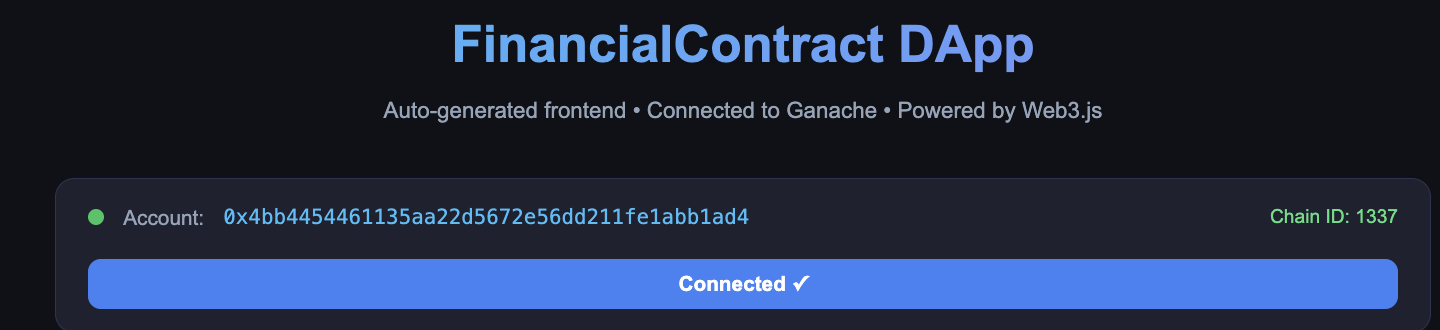 FinancialContract DApp
Auto-generated frontend • Connected to Ganache • Powered by Web3.js
Account: 0x4bb4454461135aa22d5672e56dd211fe1abb1ad4 Chain ID: 1337
Connected ✓